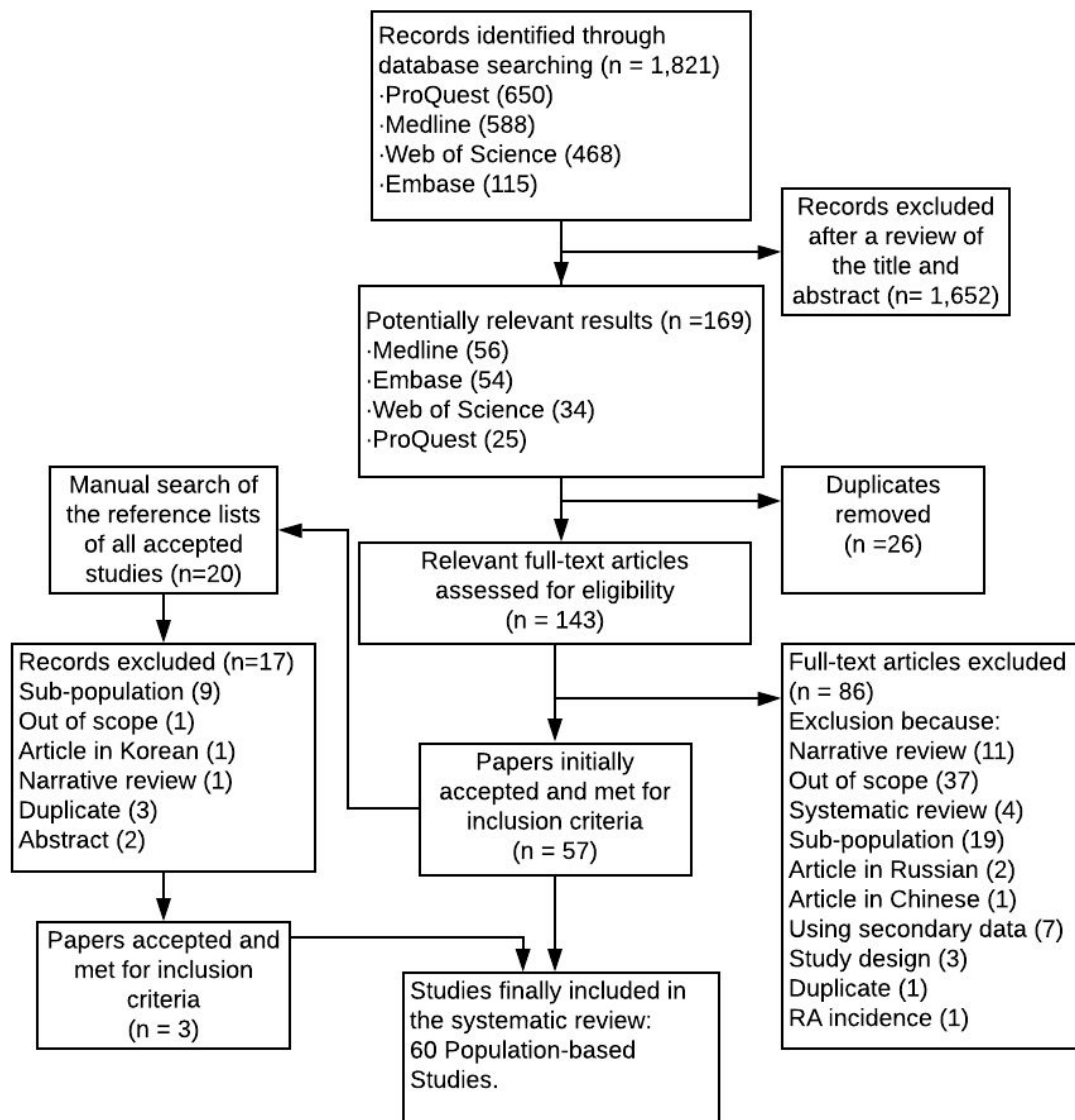 Records identified through
database searching (n = 1,821)
·ProQuest (650)
·Medline (588)
·Web of Science (468)
·Embase (115)
Records excluded
after a review of
the title and
abstract (n= 1,652)
Potentially relevant results (n =169)
·Medline (56)
·Embase (54)
·Web of Science (34)
·ProQuest (25)
Duplicates
removed
(n =26)
Manual search of
the reference lists
of all accepted
studies (n=20)
Relevant full-text articles
assessed for eligibility
(n = 143)
Records excluded (n=17)
Sub-population (9)
Out of scope (1)
Article in Korean (1)
Narrative review (1)
Duplicate (3)
Abstract (2)
Full-text articles excluded
(n = 86)
Exclusion because:
Narrative review (11)
Out of scope (37)
Systematic review (4)
Sub-population (19)
Article in Russian (2)
Article in Chinese (1)
Using secondary data (7)
Study design (3)
Duplicate (1)
RA incidence (1)
Papers initially
accepted and met for
inclusion criteria
(n = 57)
Papers accepted and
met for inclusion
criteria
(n = 3)
Studies finally included in
the systematic review:
60 Population-based
Studies.